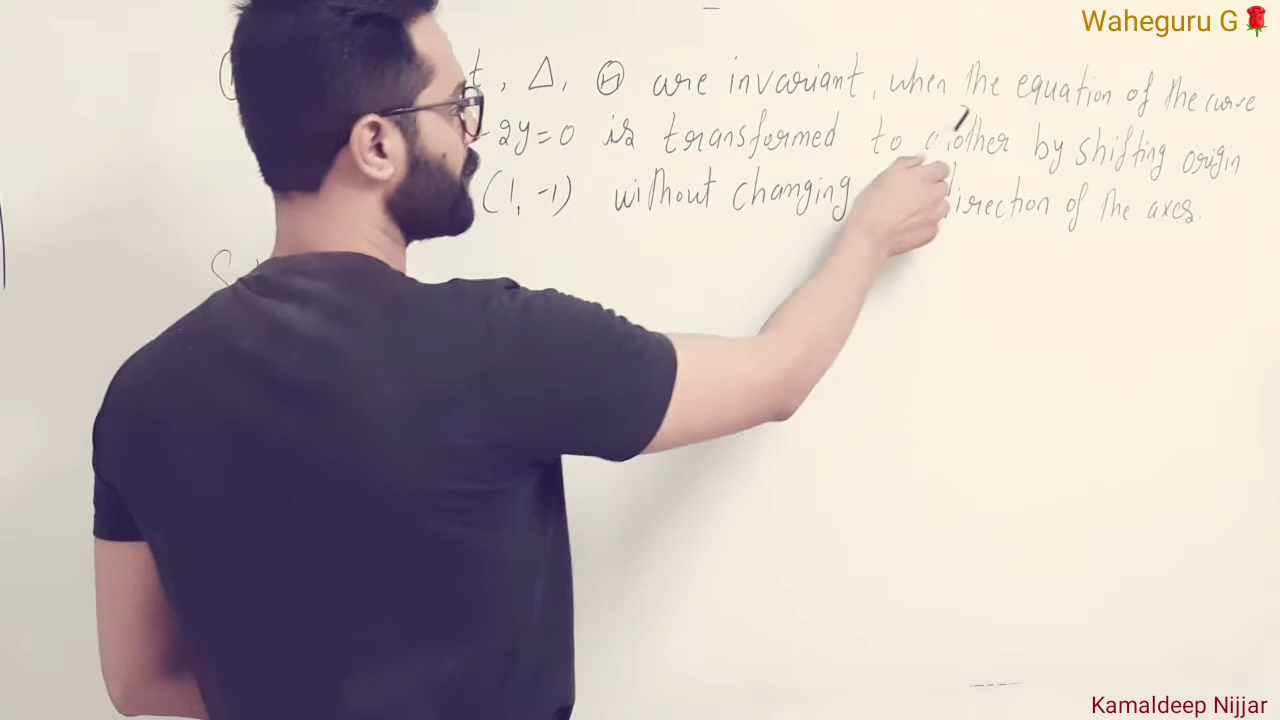 Waheguru G🌹
t, Δ, Θ are invariant, when the equation of the curve
-2y=0 is transformed to another by shifting origin
(1, -1) without changing direction of the axes.
Kamaldeep Nijjar